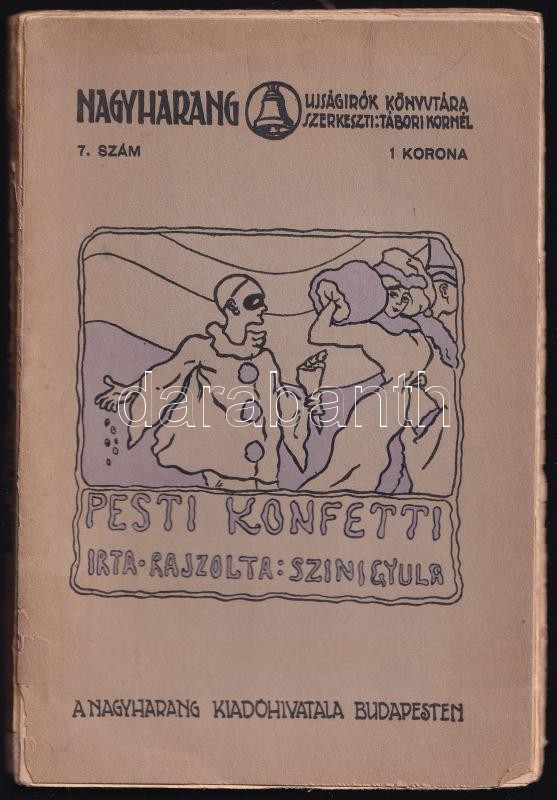 NAGYHARANG
UJSÁGIRÓK KÖNYVTÁRA
SZERKESZTI: TÁBORI KORNÉL
7. SZÁM
1 KORONA
darabanth
PESTI KONFETTI
IRTA · RAJZOLTA: SZINI GYULA
A NAGYHARANG KIADÓHIVATALA BUDAPESTEN